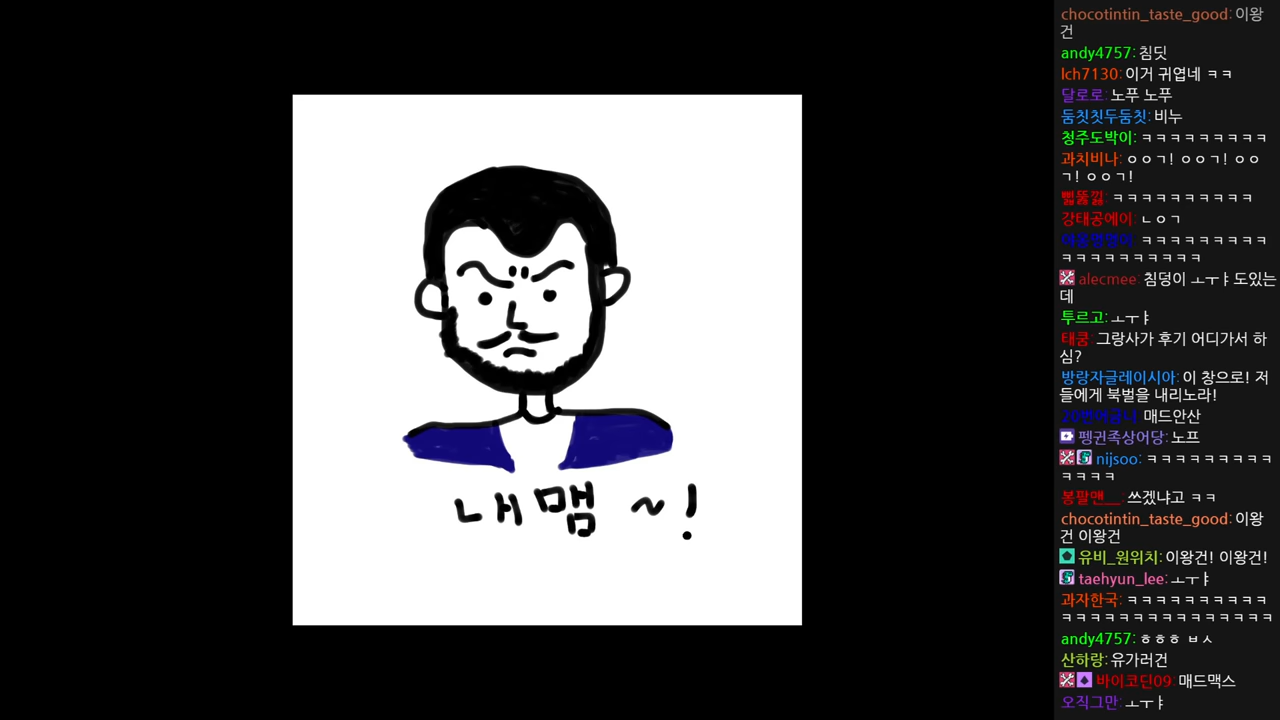 내맴 ~!
chocotintin_taste_good: 이왕
건
andy4757: 침딧
lch7130: 이거 귀엽네 ㅋㅋ
달로로: 노푸 노푸
둠칫칫두둠칫: 비누
청주도박이: ㅋㅋㅋㅋㅋㅋㅋㅋㅋ
과치비나: ㅇㅇㄱ! ㅇㅇㄱ! ㅇㅇ
ㄱ! ㅇㅇㄱ!
ㅋㅋㅋㅋㅋㅋㅋㅋㅋㅋ
강태공에이: ㄴㅇㄱ
ㅋㅋㅋㅋㅋㅋㅋㅋㅋ
ㅋㅋㅋㅋㅋㅋㅋㅋㅋㅋ
alecmee: 침덩이 ㅗㅜㅑ 도있는
데
투르고: ㅗㅜㅑ
태쿰: 그랑사가 후기 어디가서 하
심?
방랑자글레이시아: 이 창으로! 저
들에게 북벌을 내리노라!
매드안산
펭귄족상어당: 노프
nijsoo: ㅋㅋㅋㅋㅋㅋㅋㅋㅋ
ㅋㅋㅋㅋ
봉팔맨__: 쓰겠냐고 ㅋㅋ
chocotintin_taste_good: 이왕
건 이왕건
유비_원위치: 이왕건! 이왕건!
taehyun_lee: ㅗㅜㅑ
과자한국: ㅋㅋㅋㅋㅋㅋㅋㅋㅋㅋ
ㅋㅋㅋㅋㅋㅋㅋㅋㅋㅋㅋㅋㅋㅋㅋ
andy4757: ㅎㅎㅎ ㅂㅅ
산하랑: 유가러건
바이코딘09: 매드맥스
오직그만: ㅗㅜㅑ